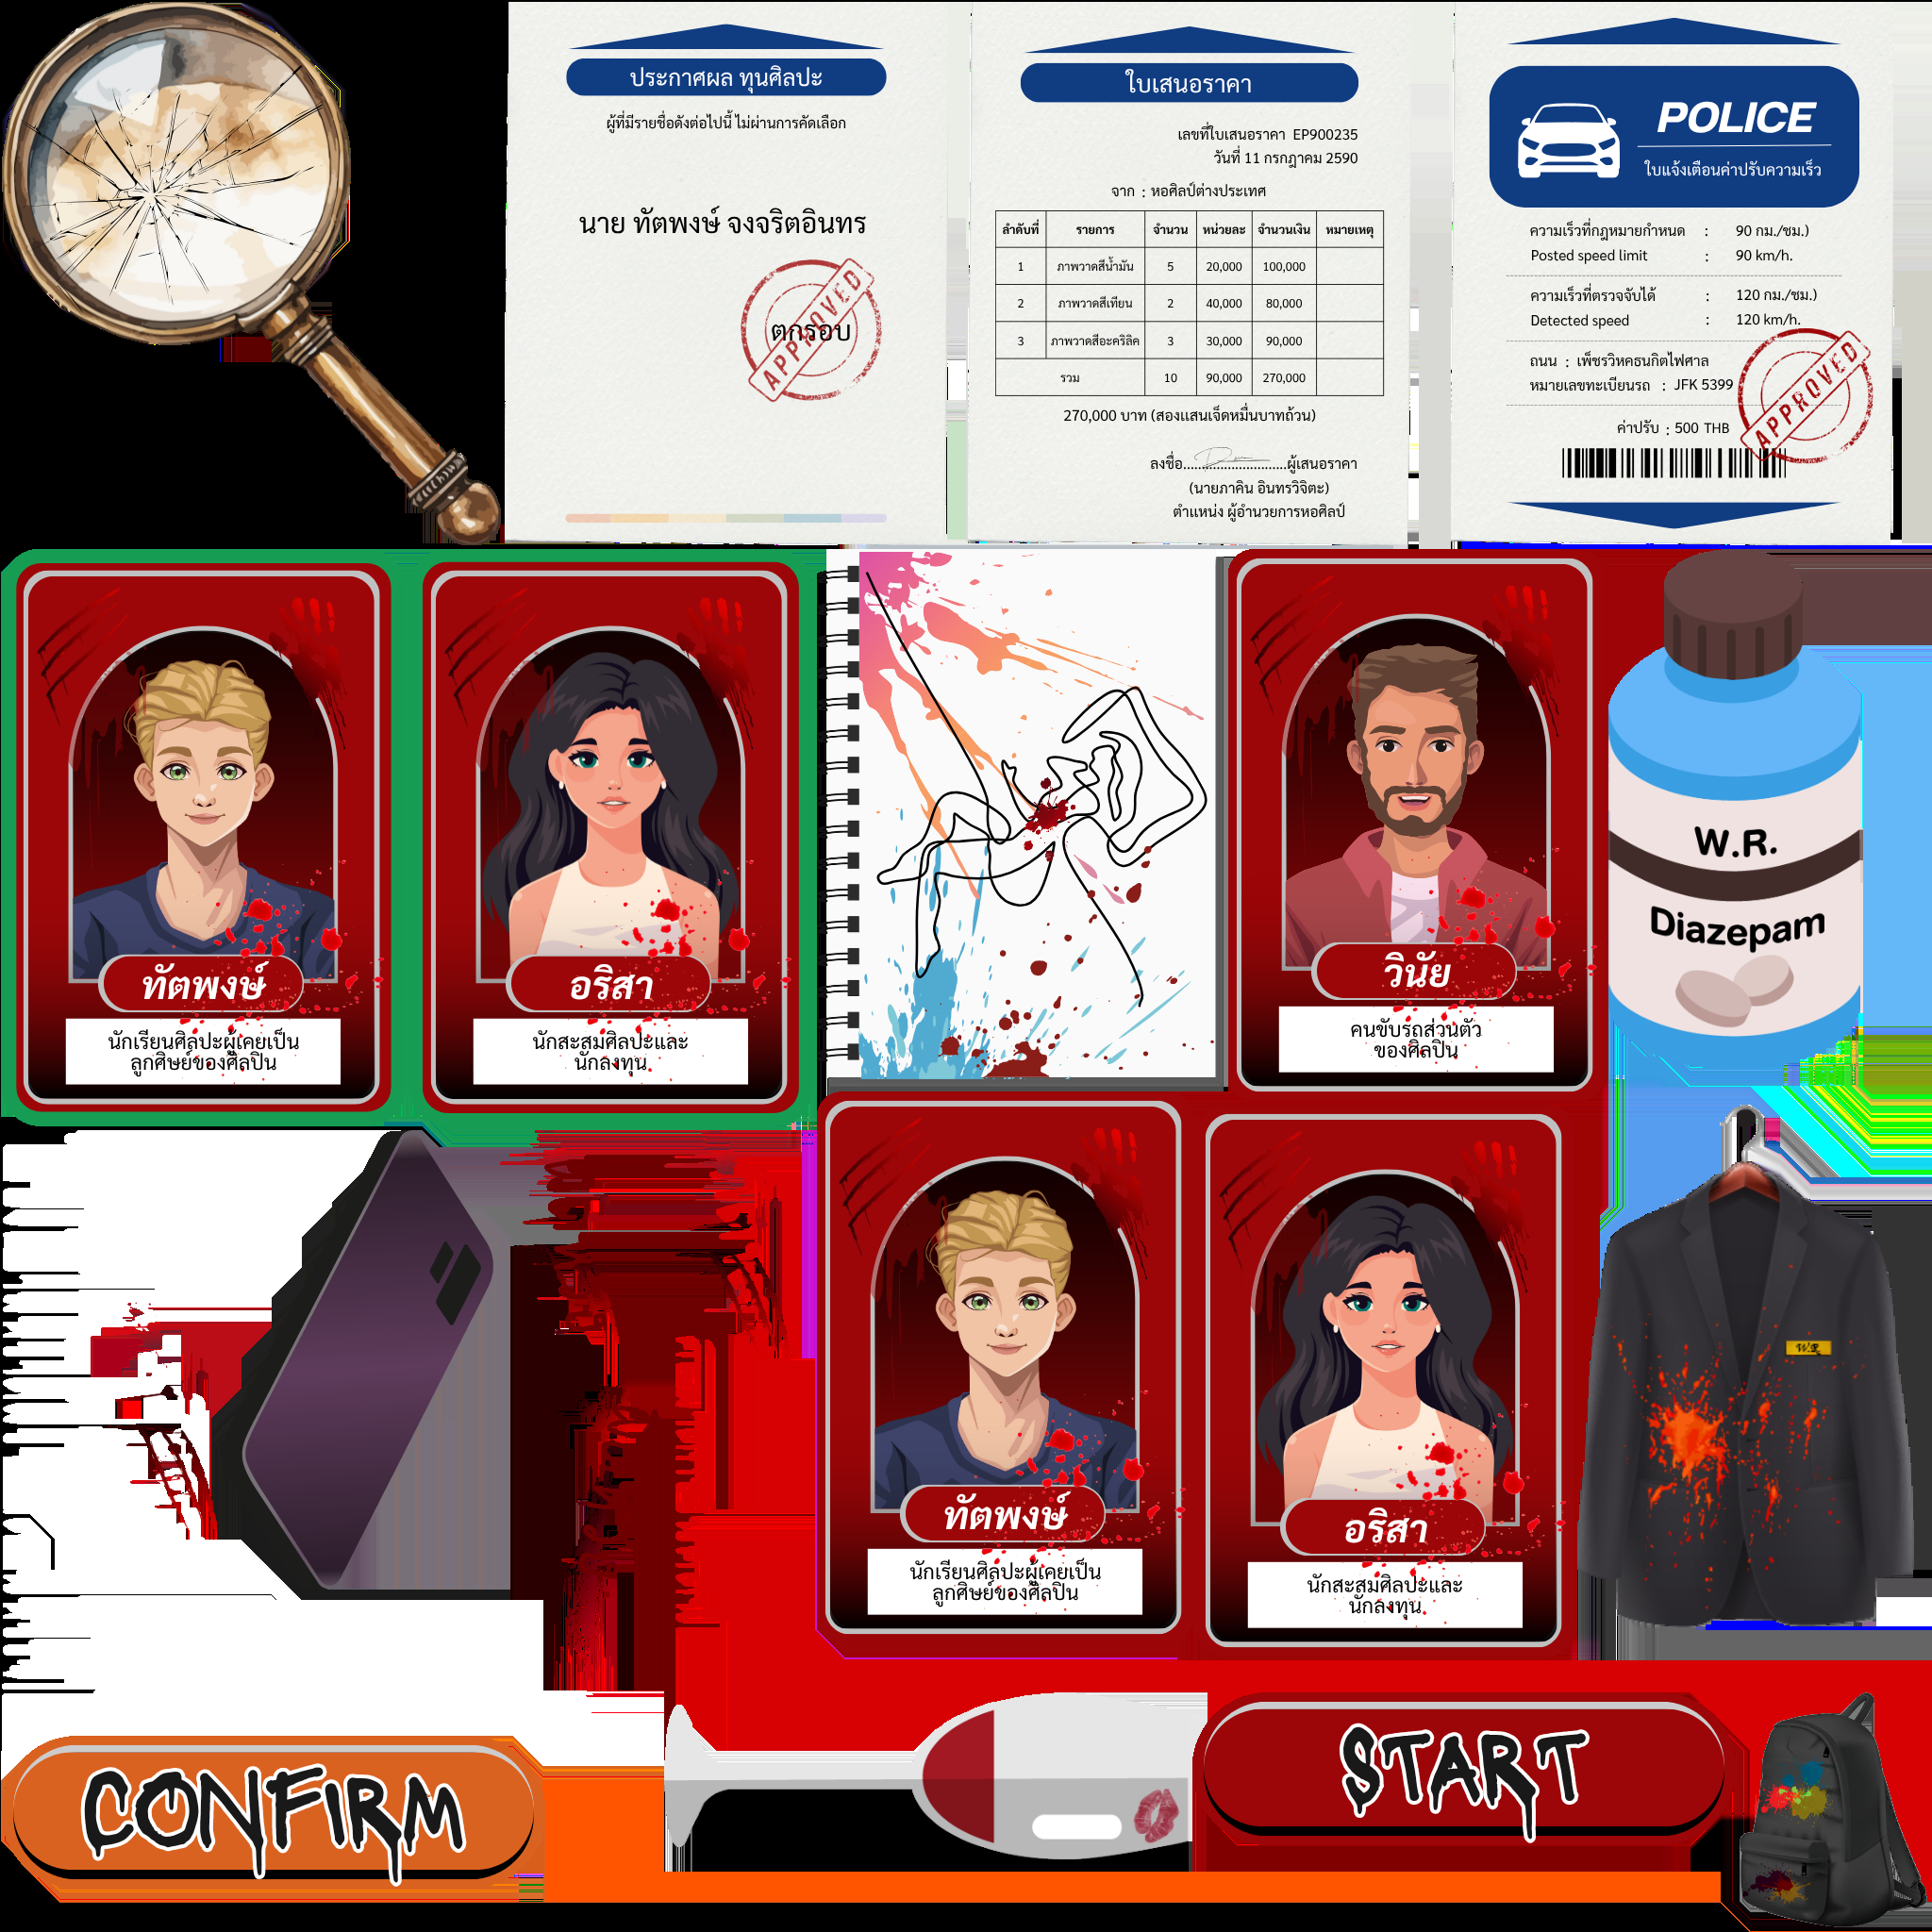 ประกาศผล ทุนศิลปะ
ผู้ที่มีรายชื่อดังต่อไปนี้ ไม่ผ่านการคัดเลือก
นาย ทัตพงษ์ จงจริตอินทร
ตกรอบ
APPROVED
ใบเสนอราคา
เลขที่ใบเสนอราคา EP900235
วันที่ 11 กรกฎาคม 2590
จาก : หอศิลป์ต่างประเทศ
ลำดับที่ รายการ จำนวน หน่วยละ จำนวนเงิน หมายเหตุ
1 ภาพวาดสีน้ำมัน 5 20,000 100,000
2 ภาพวาดสีเทียน 2 40,000 80,000
3 ภาพวาดสีอะคริลิค 3 30,000 90,000
รวม 10 90,000 270,000
270,000 บาท (สองแสนเจ็ดหมื่นบาทถ้วน)
ลงชื่อ............................ผู้เสนอราคา
(นายภาคิน อินทรวิจิตะ)
ตำแหน่ง ผู้อำนวยการหอศิลป์
POLICE
ใบแจ้งเตือนค่าปรับความเร็ว
ความเร็วที่กฎหมายกำหนด : 90 กม./ชม.)
Posted speed limit : 90 km/h.
ความเร็วที่ตรวจจับได้ : 120 กม./ชม.)
Detected speed : 120 km/h.
ถนน : เพ็ชรวิหคธนกิตไพศาล
หมายเลขทะเบียนรถ : JFK 5399
ค่าปรับ : 500 THB
APPROVED
ทัตพงษ์
นักเรียนศิลปะผู้เคยเป็น
ลูกศิษย์ของศิลปิน
อริสา
นักสะสมศิลปะและ
นักลงทุน
วินัย
คนขับรถส่วนตัว
ของศิลปิน
W.R.
Diazepam
ทัตพงษ์
นักเรียนศิลปะผู้เคยเป็น
ลูกศิษย์ของศิลปิน
อริสา
นักสะสมศิลปะและ
นักลงทุน
W.R.
CONFIRM
START